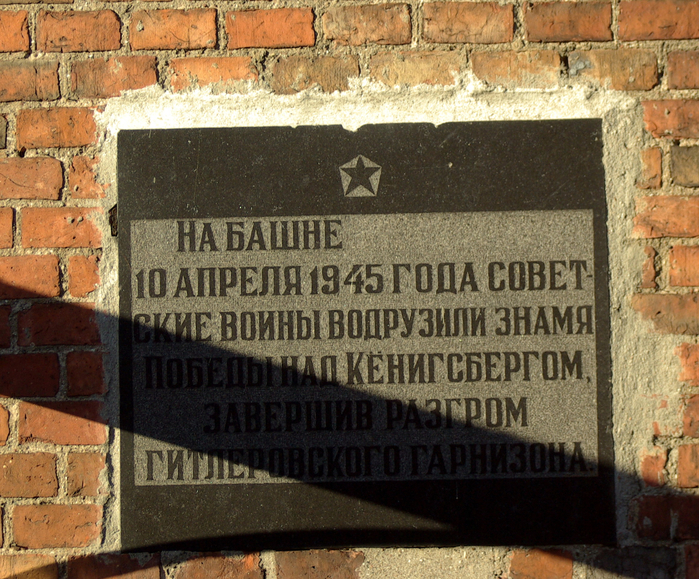 НА БАШНЕ
10 АПРЕЛЯ 1945 ГОДА СОВЕТ-
СКИЕ ВОИНЫ ВОДРУЗИЛИ ЗНАМЯ
ПОБЕДЫ НАД КЁНИГСБЕРГОМ,
ЗАВЕРШИВ РАЗГРОМ
ГИТЛЕРОВСКОГО ГАРНИЗОНА.